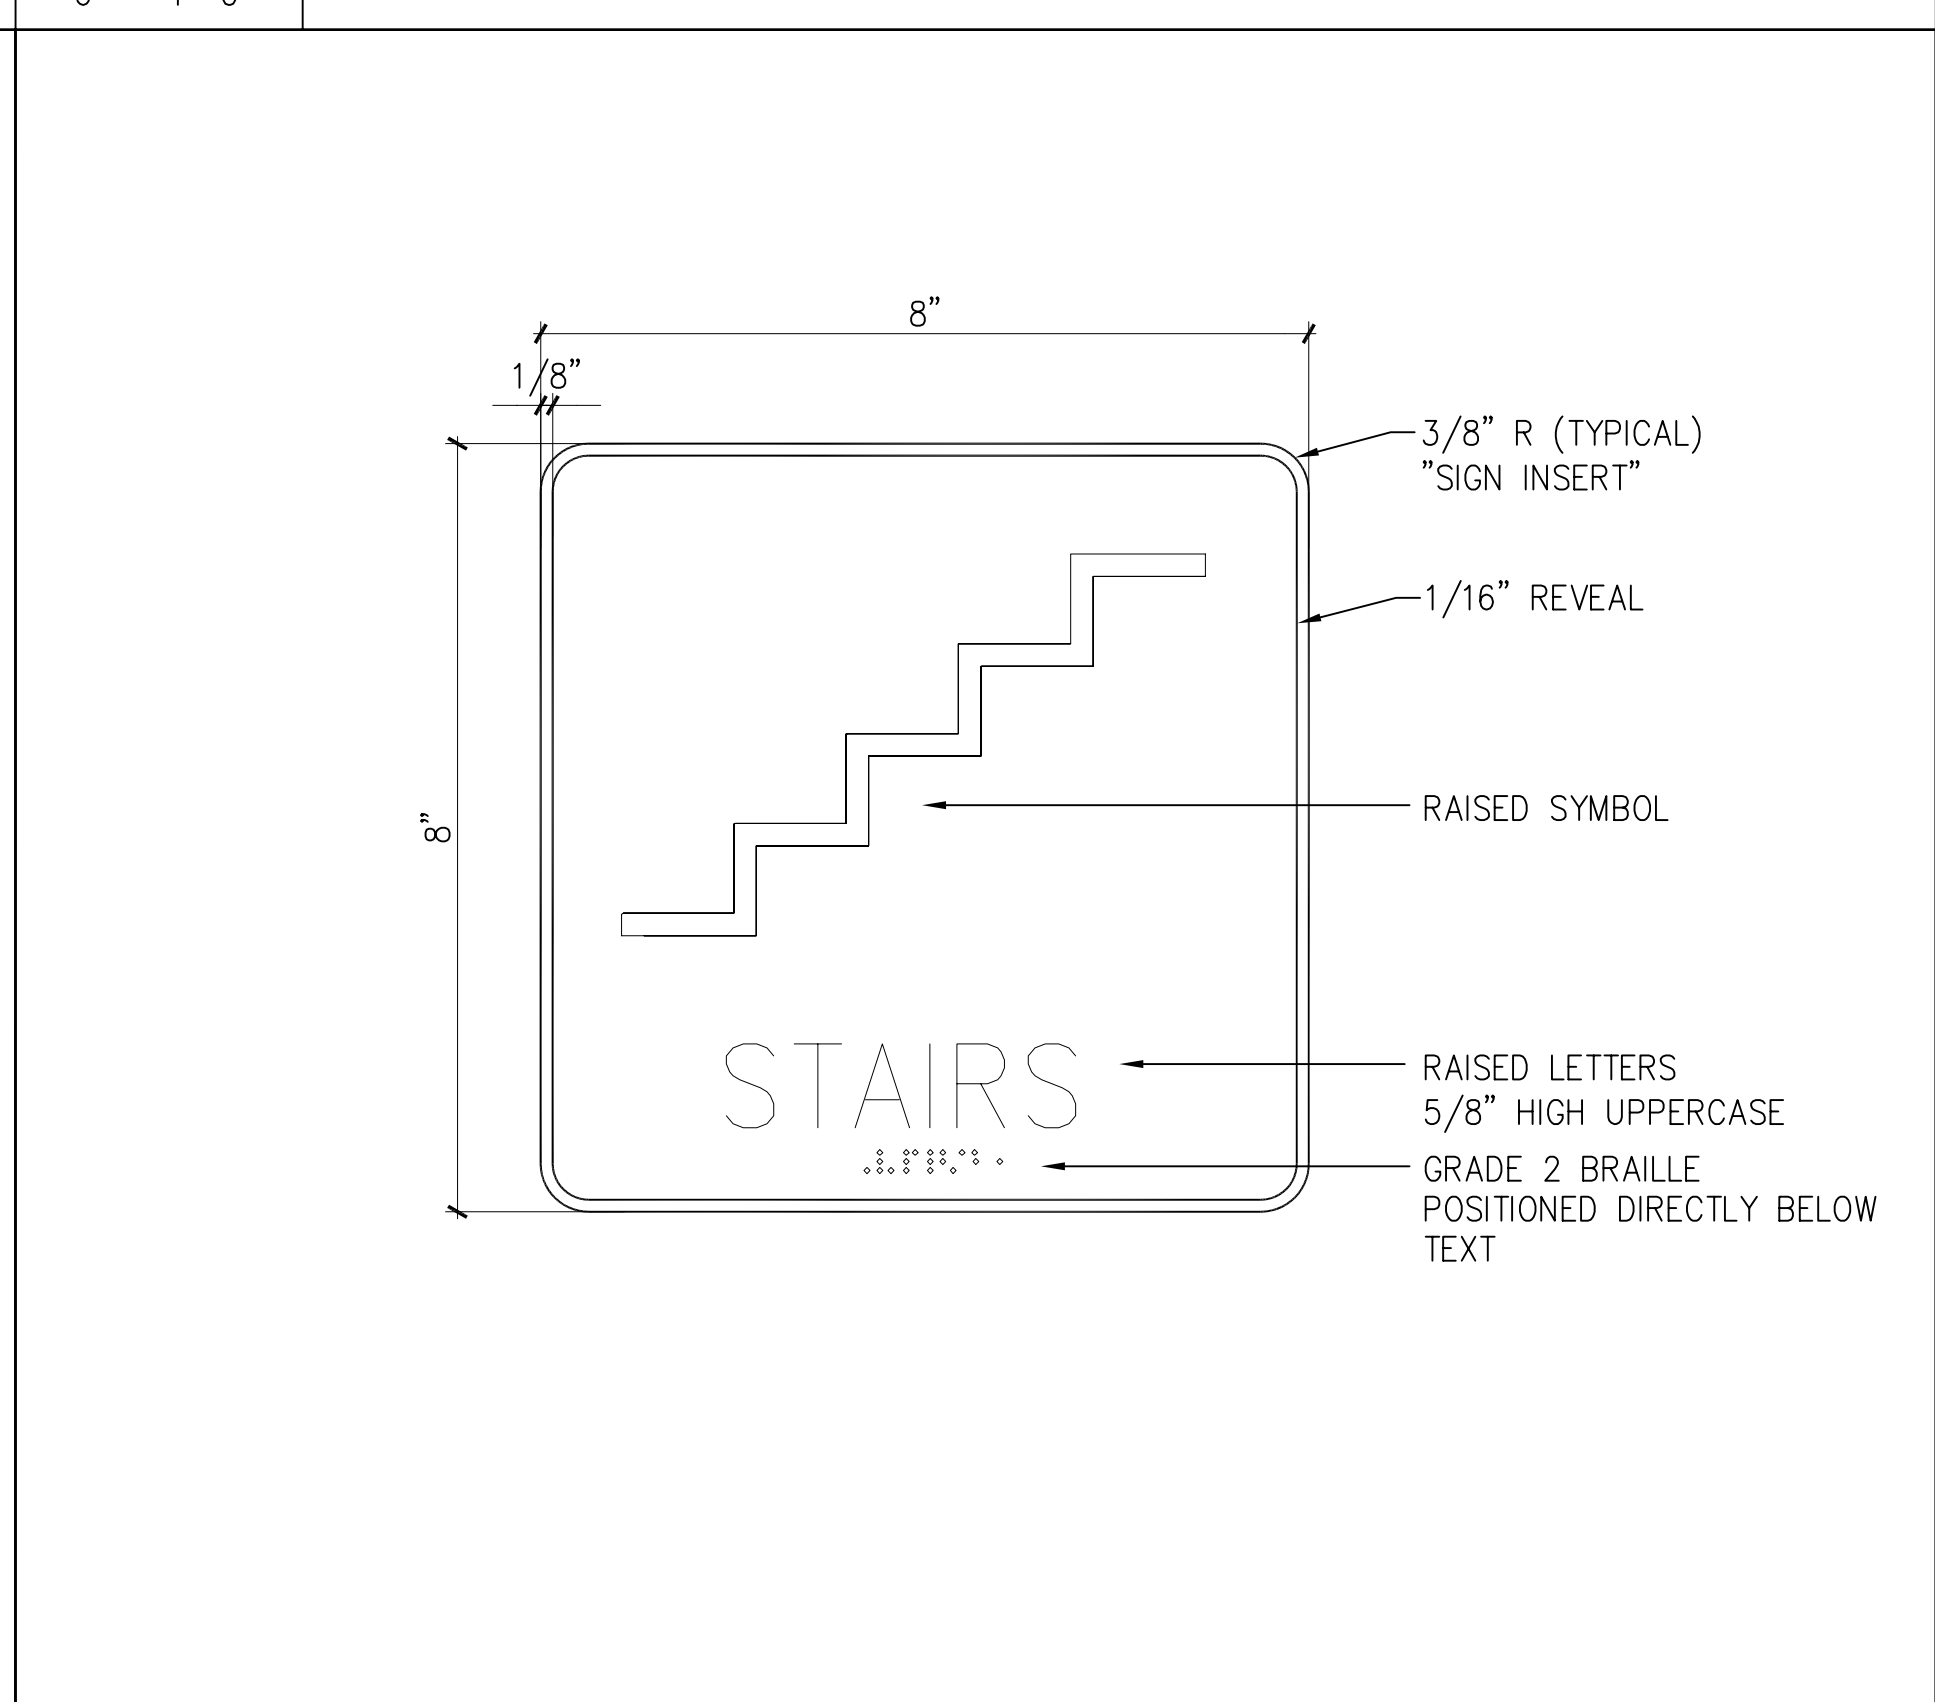 8"
1/8"
3/8" R (TYPICAL)
"SIGN INSERT"
1/16" REVEAL
8"
RAISED SYMBOL
STAIRS
RAISED LETTERS
5/8" HIGH UPPERCASE
GRADE 2 BRAILLE
POSITIONED DIRECTLY BELOW
TEXT